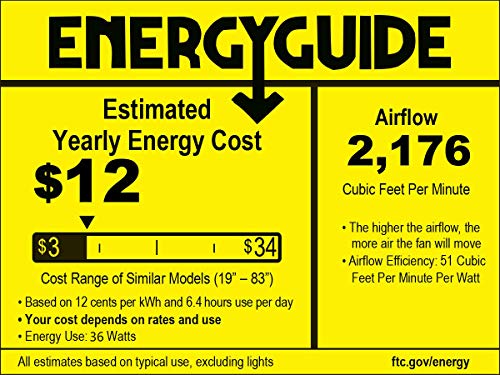 ENERGYGUIDE
Estimated
Yearly Energy Cost
$12
$3
$34
Cost Range of Similar Models (19” – 83”)
• Based on 12 cents per kWh and 6.4 hours use per day
• Your cost depends on rates and use
• Energy Use: 36 Watts
Airflow
2,176
Cubic Feet Per Minute
• The higher the airflow, the
more air the fan will move
• Airflow Efficiency: 51 Cubic
Feet Per Minute Per Watt
All estimates based on typical use, excluding lights
ftc.gov/energy